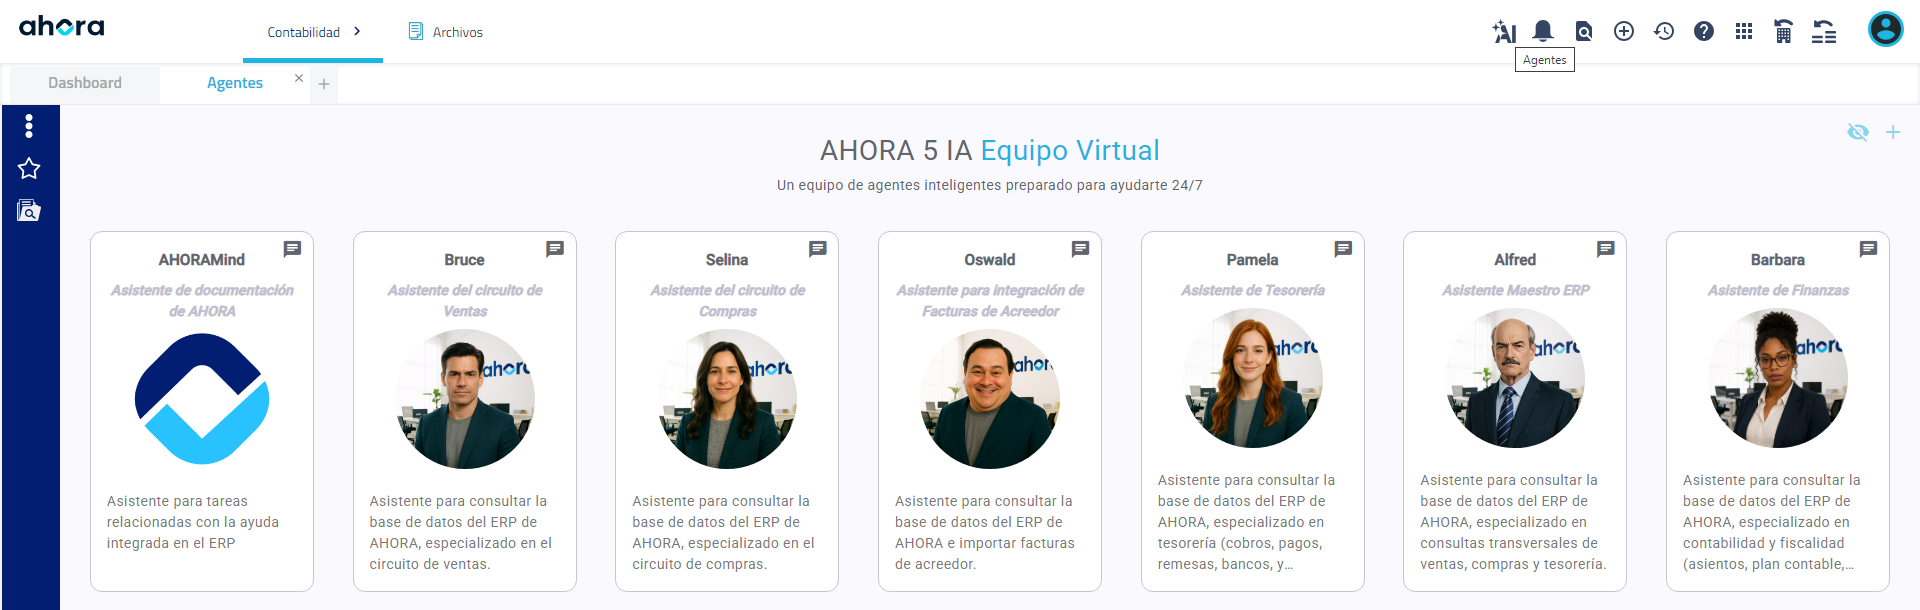 ahora
Contabilidad
Archivos
AI
Agentes
Dashboard
Agentes
AHORA 5 IA Equipo Virtual
Un equipo de agentes inteligentes preparado para ayudarte 24/7
AHORAMind
Asistente de documentación
de AHORA
Asistente para tareas
relacionadas con la ayuda
integrada en el ERP
Bruce
Asistente del circuito de
Ventas
ahora
Asistente para consultar la
base de datos del ERP de
AHORA, especializado en el
circuito de ventas.
Selina
Asistente del circuito de
Compras
ahora
Asistente para consultar la
base de datos del ERP de
AHORA, especializado en el
circuito de compras.
Oswald
Asistente para Integración de
Facturas de Acreedor
ahora
Asistente para consultar la
base de datos del ERP de
AHORA e importar facturas
de acreedor.
Pamela
Asistente de Tesorería
ahora
Asistente para consultar la
base de datos del ERP de
AHORA, especializado en
tesorería (cobros, pagos,
remesas, bancos, y...
Alfred
Asistente Maestro ERP
ahora
Asistente para consultar la
base de datos del ERP de
AHORA, especializado en
consultas transversales de
ventas, compras y tesorería.
Barbara
Asistente de Finanzas
ahora
Asistente para consultar la
base de datos del ERP de
AHORA, especializado en
contabilidad y fiscalidad
(asientos, plan contable,...